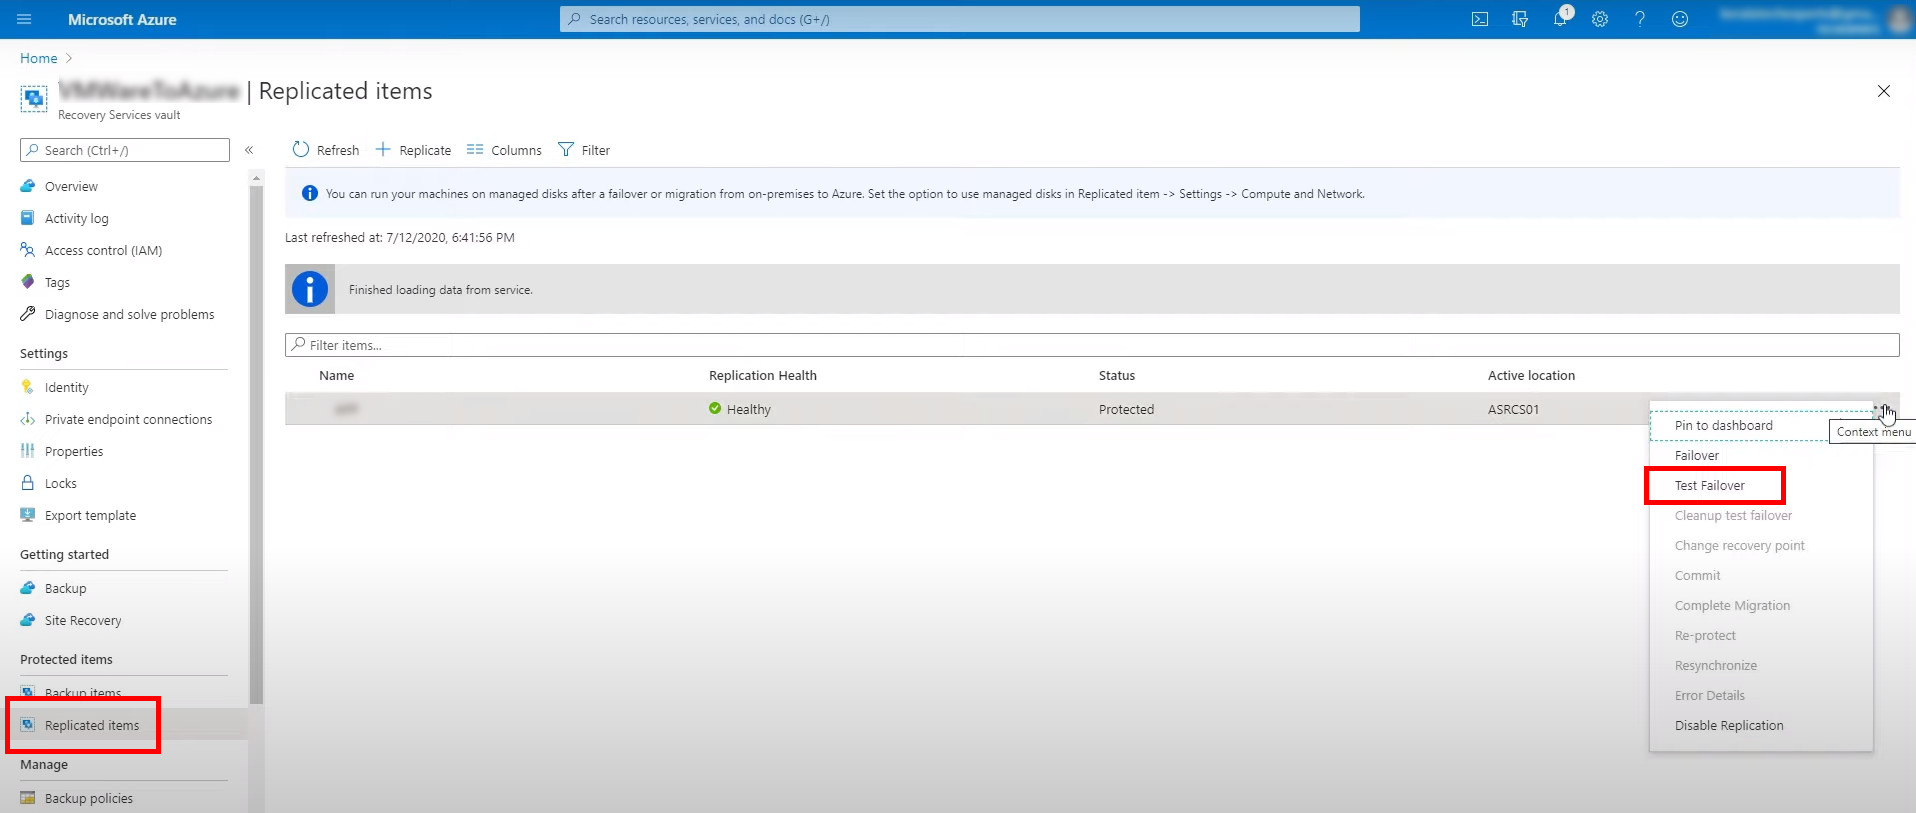 Microsoft Azure
Search resources, services, and docs (G+/)
1
Home
| Replicated items
Recovery Services vault
Search (Ctrl+/)
«
Refresh
Replicate
Columns
Filter
Overview
Activity log
Access control (IAM)
Tags
Diagnose and solve problems
Settings
Identity
Private endpoint connections
Properties
Locks
Export template
Getting started
Backup
Site Recovery
Protected items
Backup items
Replicated items
Manage
Backup policies
You can run your machines on managed disks after a failover or migration from on-premises to Azure. Set the option to use managed disks in Replicated item -> Settings -> Compute and Network.
Last refreshed at: 7/12/2020, 6:41:56 PM
Finished loading data from service.
Filter items...
Name Replication Health Status Active location
Healthy Protected ASRCS01
Context menu
Pin to dashboard
Failover
Test Failover
Cleanup test failover
Change recovery point
Commit
Complete Migration
Re-protect
Resynchronize
Error Details
Disable Replication